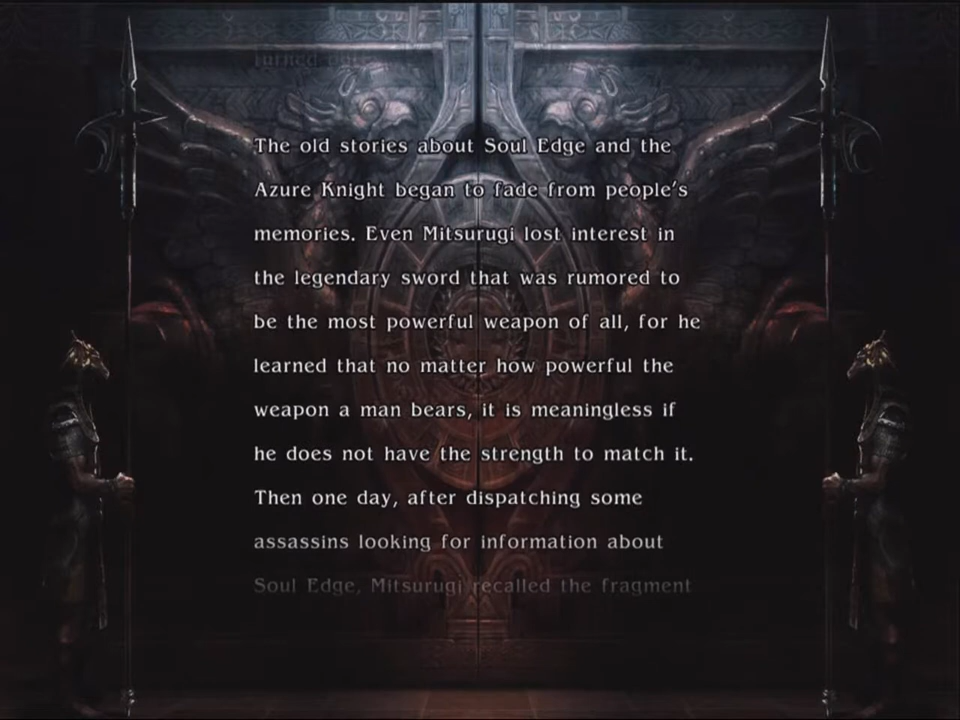 The old stories about Soul Edge and the
Azure Knight began to fade from people's
memories. Even Mitsurugi lost interest in
the legendary sword that was rumored to
be the most powerful weapon of all, for he
learned that no matter how powerful the
weapon a man bears, it is meaningless if
he does not have the strength to match it.
Then one day, after dispatching some
assassins looking for information about
Soul Edge, Mitsurugi recalled the fragment